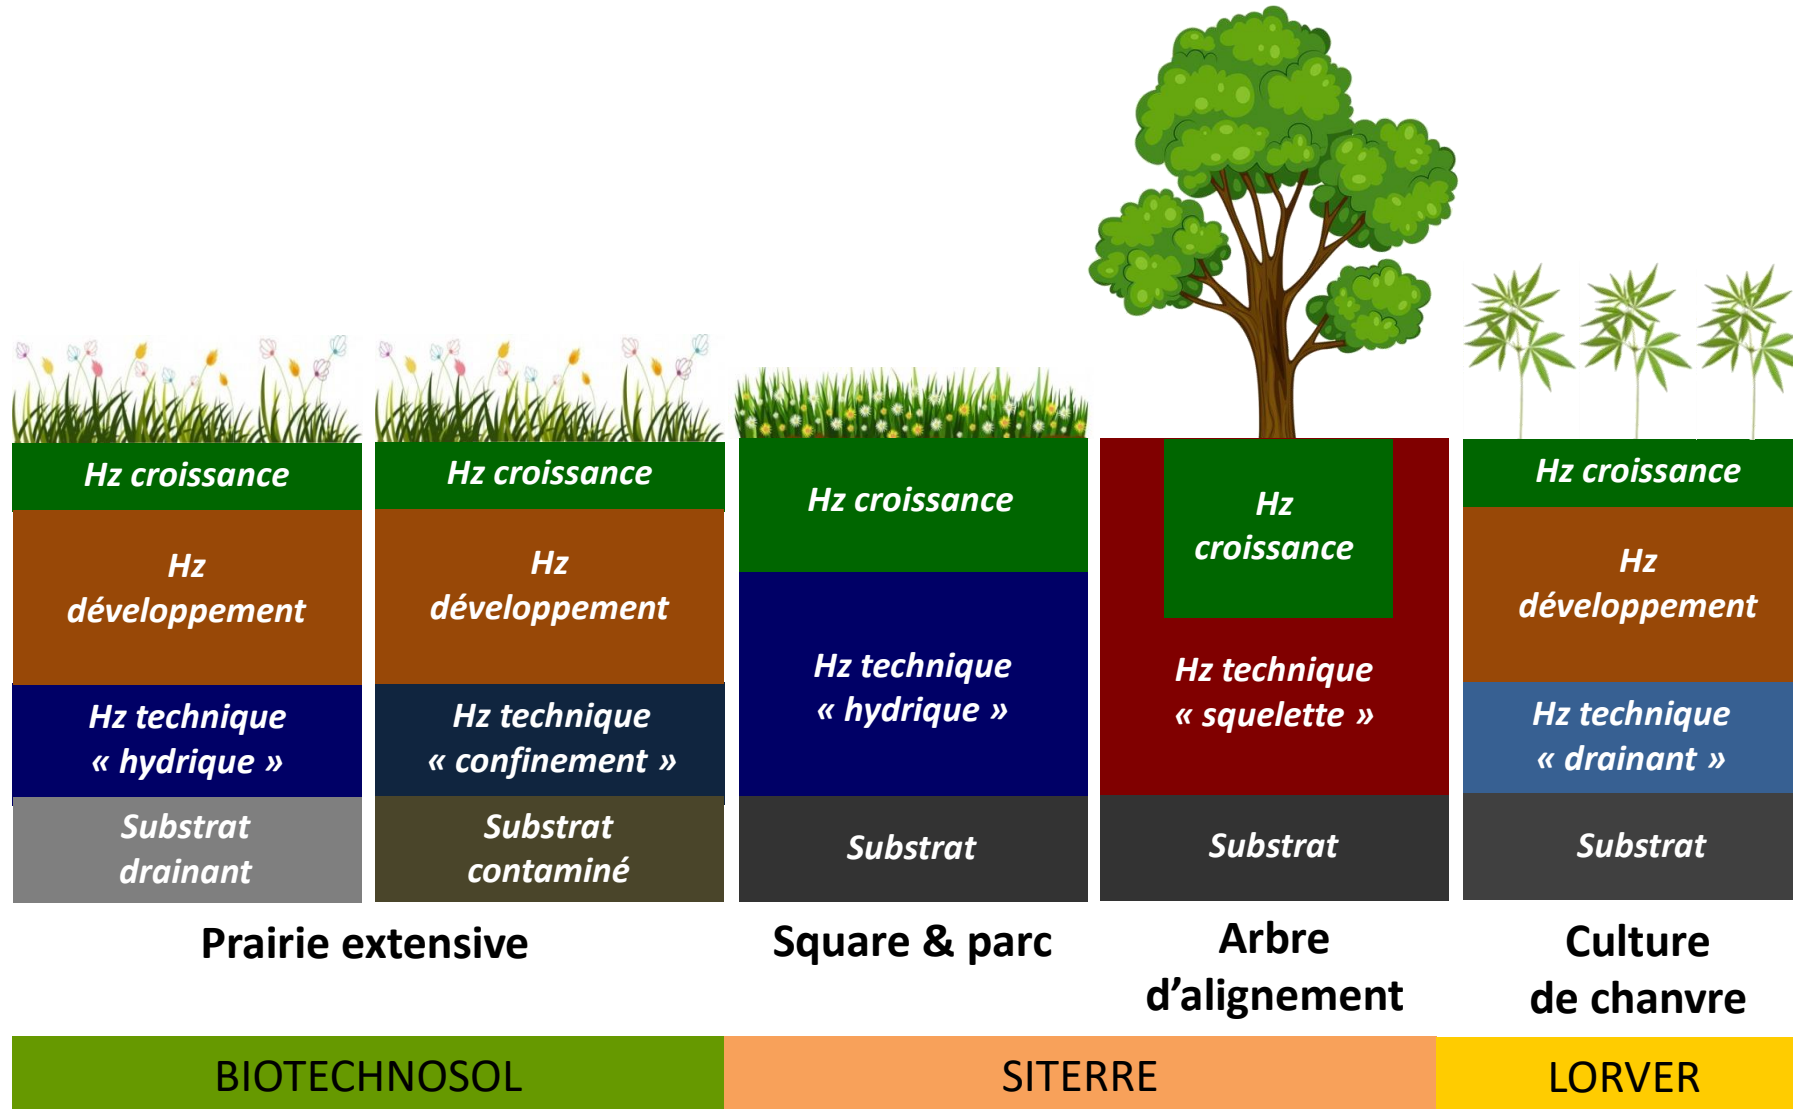 Hz croissance
Hz
développement
Hz technique
« hydrique »
Substrat
drainant
Hz croissance
Hz
développement
Hz technique
« confinement »
Substrat
contaminé
Hz croissance
Hz technique
« hydrique »
Substrat
Hz
croissance
Hz technique
« squelette »
Substrat
Hz croissance
Hz
développement
Hz technique
« drainant »
Substrat
Prairie extensive
Square & parc
Arbre
d’alignement
Culture
de chanvre
BIOTECHNOSOL
SITERRE
LORVER